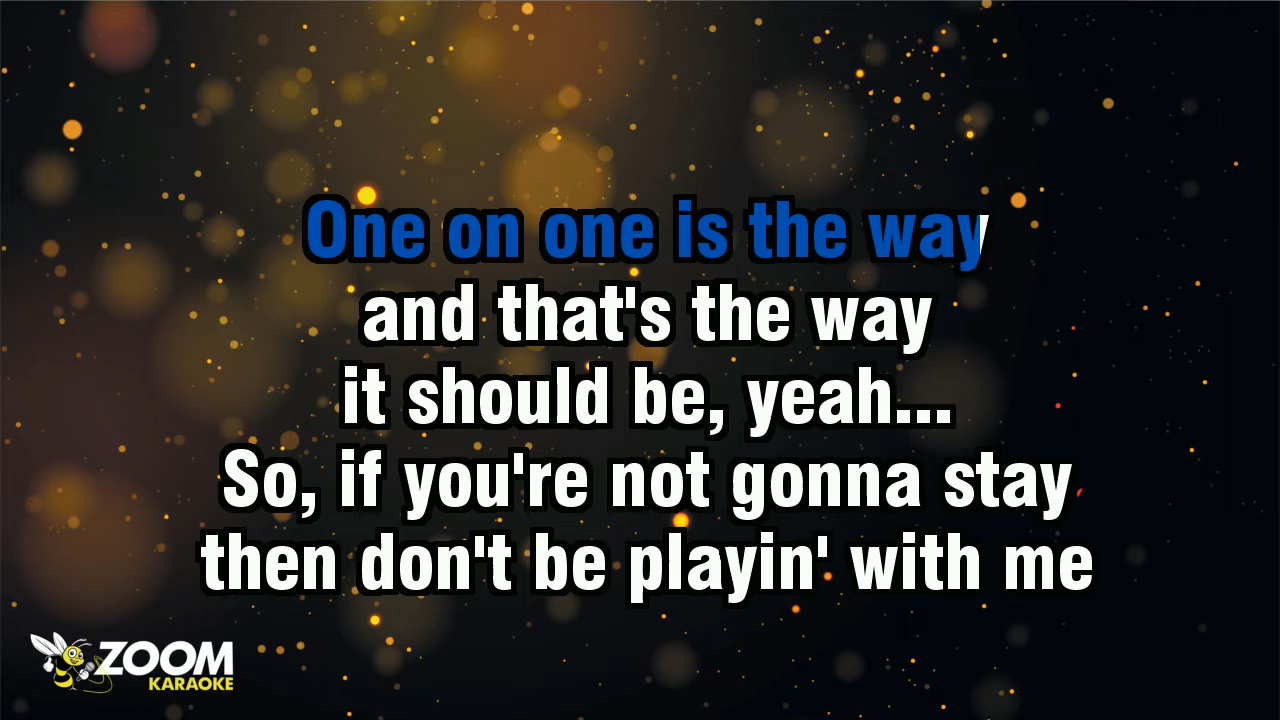 One on one is the way
and that's the way
it should be, yeah...
So, if you're not gonna stay
then don't be playin' with me
ZOOM
KARAOKE